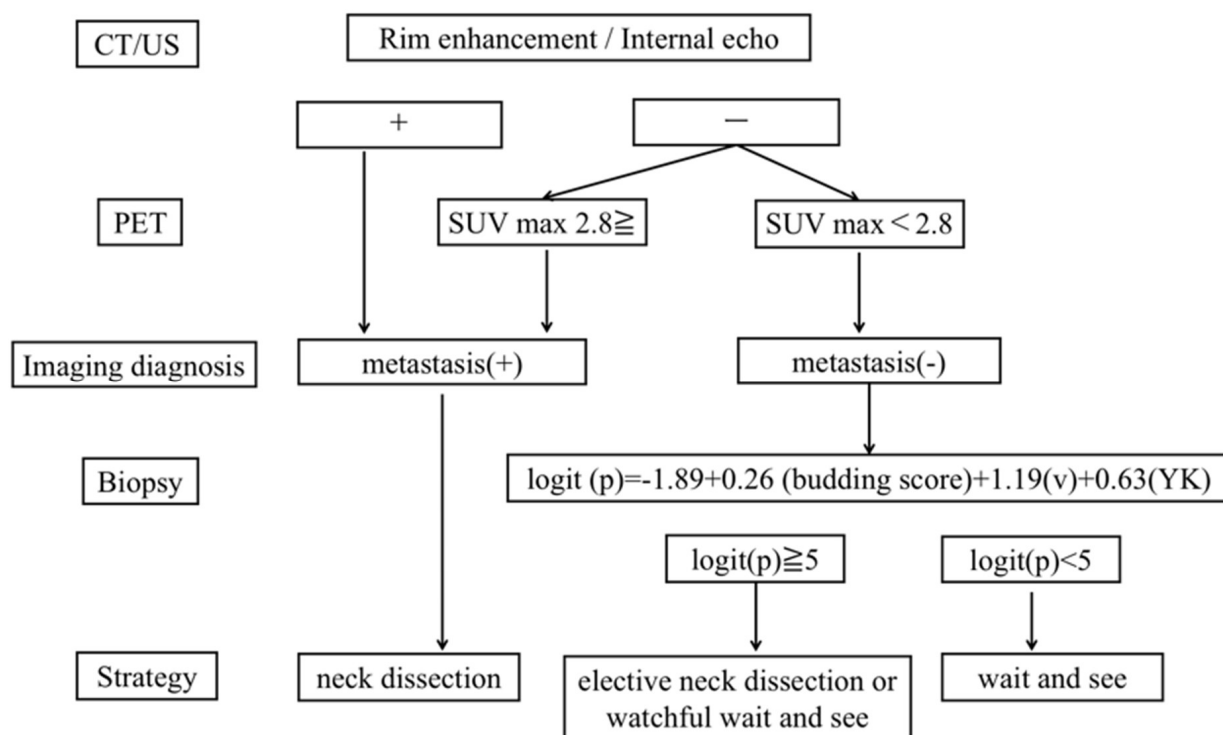 CT/US
Rim enhancement / Internal echo
+
－
PET
SUV max 2.8≧
SUV max＜2.8
Imaging diagnosis
metastasis(+)
metastasis(-)
Biopsy
logit (p)=-1.89+0.26 (budding score)+1.19(v)+0.63(YK)
logit(p)≧5
logit(p)<5
Strategy
neck dissection
elective neck dissection or
watchful wait and see
wait and see